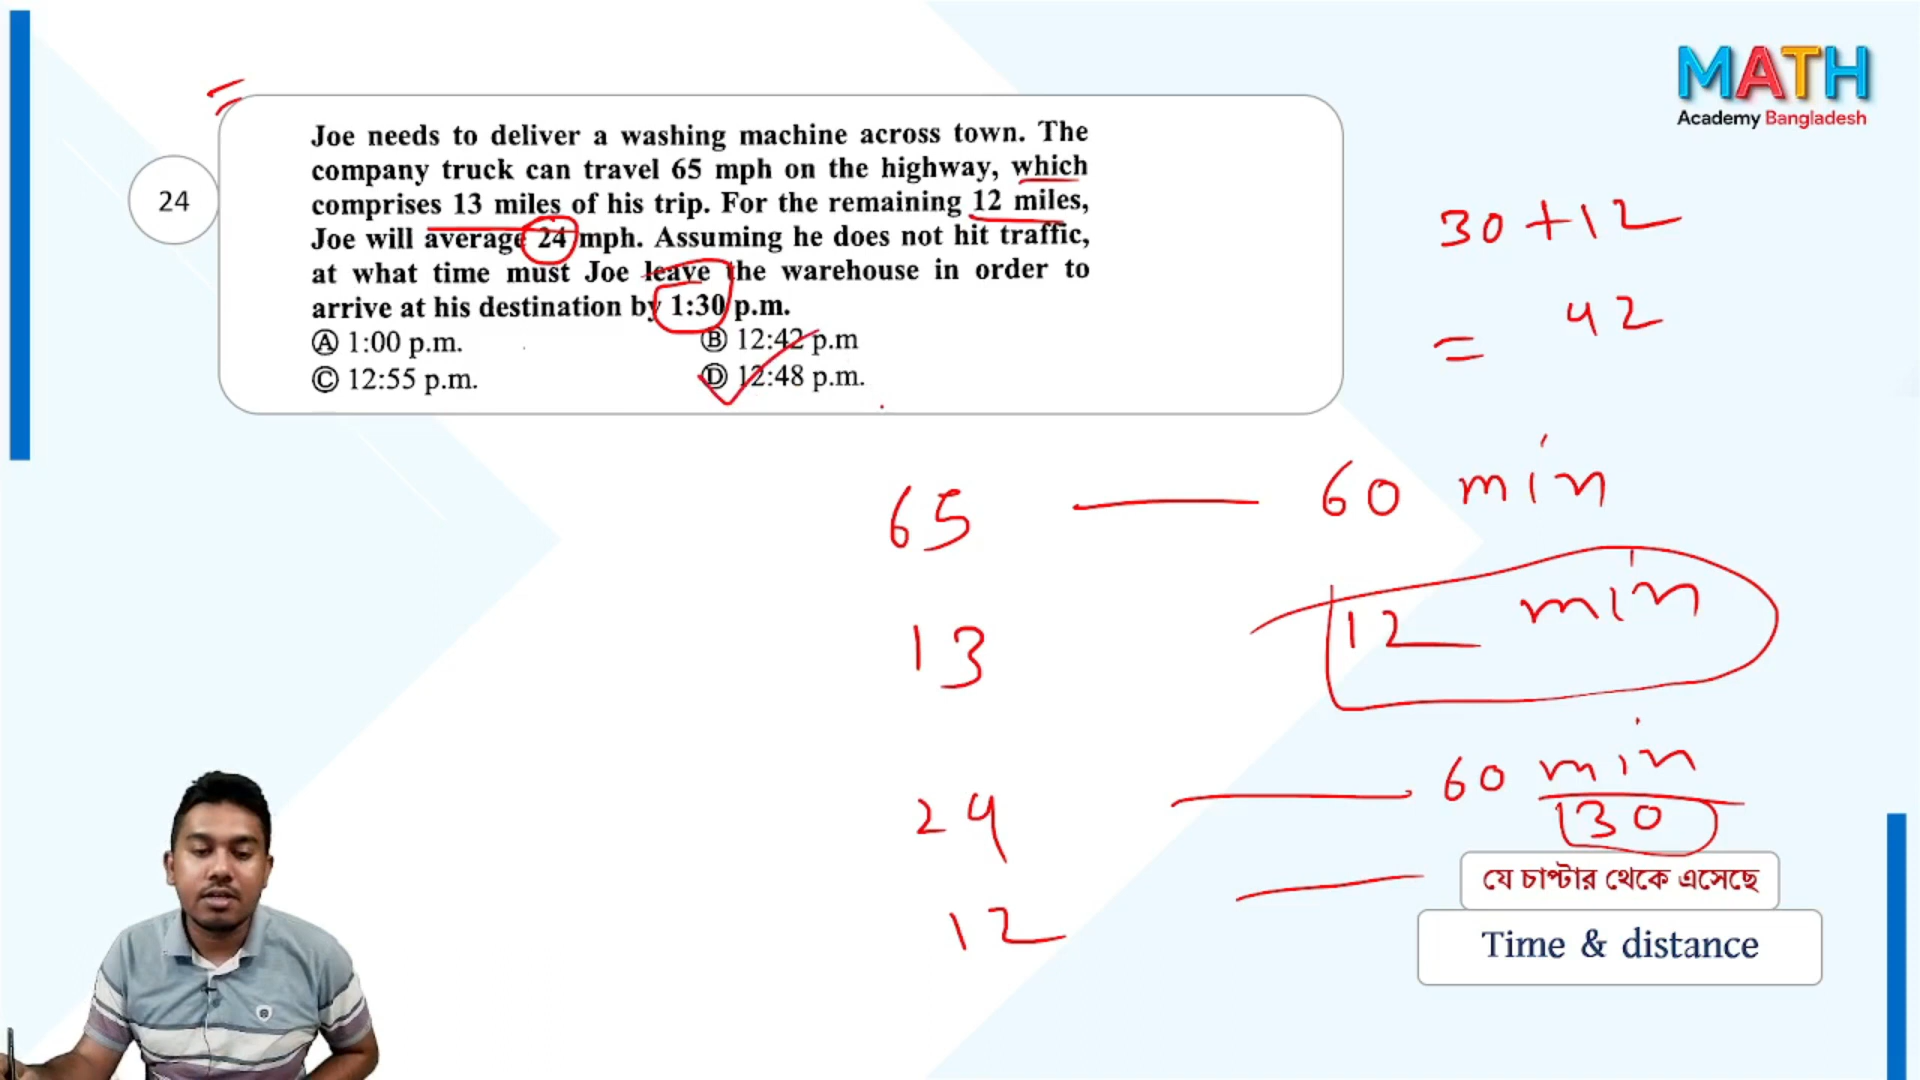 MATH
Academy Bangladesh
24
Joe needs to deliver a washing machine across town. The
company truck can travel 65 mph on the highway, which
comprises 13 miles of his trip. For the remaining 12 miles,
Joe will average 24 mph. Assuming he does not hit traffic,
at what time must Joe leave the warehouse in order to
arrive at his destination by 1:30 p.m.
Ⓐ 1:00 p.m. Ⓑ 12:42 p.m
Ⓒ 12:55 p.m. Ⓓ 12:48 p.m.
30 + 12
= 42
65 — 60 min
13 12 min
24 — 60 min
30
12 —
যে চাপ্টার থেকে এসেছে
Time & distance